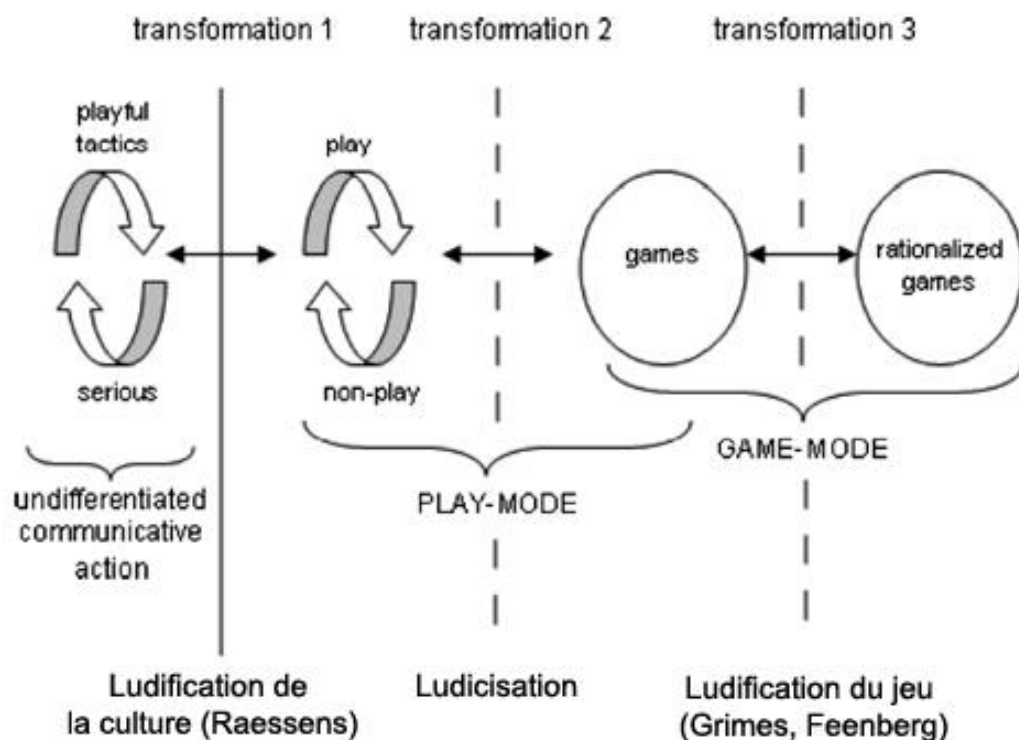 transformation 1
transformation 2
transformation 3
playful
tactics
play
games
rationalized
games
serious
non-play
GAME-MODE
undifferentiated
communicative
action
PLAY-MODE
Ludification de
la culture (Raessens)
Ludicisation
Ludification du jeu
(Grimes, Feenberg)